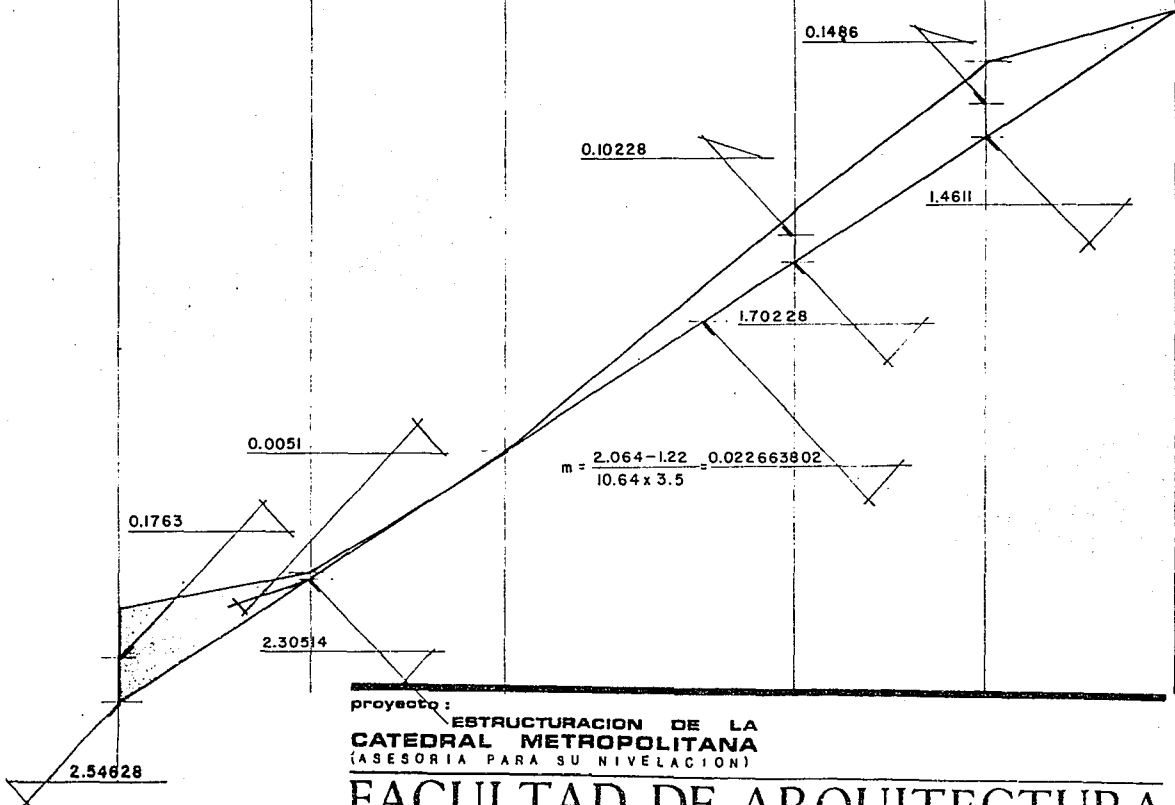 0.1486
0.10228
1.4611
1.70228
0.0051
m = 2.064-1.22 / 10.64 x 3.5 = 0.022663802
0.1763
2.30514
proyecto :
ESTRUCTURACION DE LA
CATEDRAL METROPOLITANA
(ASESORIA PARA SU NIVELACION)
2.54628
FACULTAD DE ARQUITECTURA